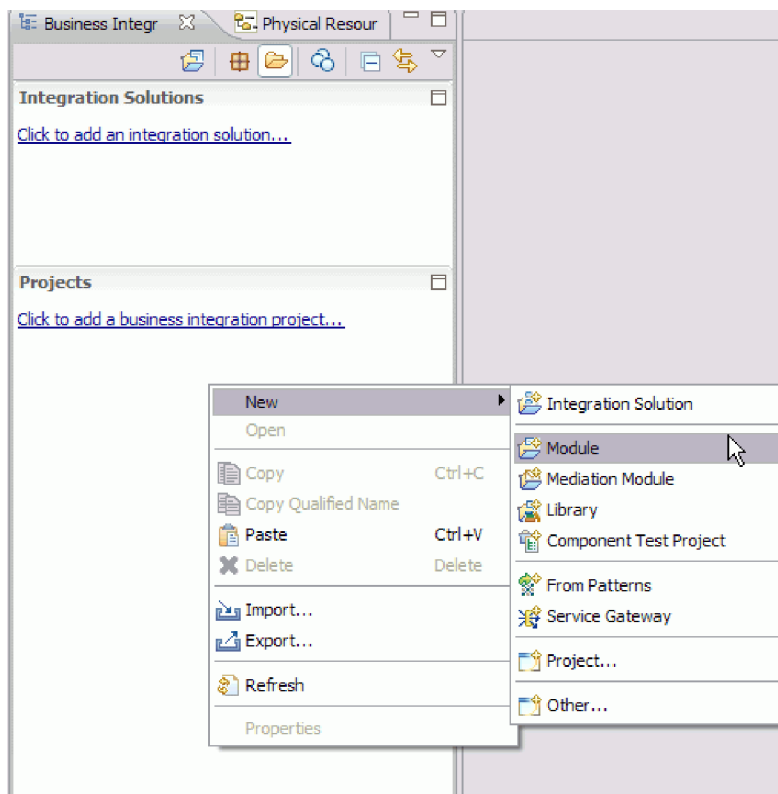 Business Integr
Physical Resour
Integration Solutions
Click to add an integration solution...
Projects
Click to add a business integration project...
New
Open
Copy Ctrl+C
Copy Qualified Name
Paste Ctrl+V
Delete Delete
Import...
Export...
Refresh
Properties
Integration Solution
Module
Mediation Module
Library
Component Test Project
From Patterns
Service Gateway
Project...
Other...